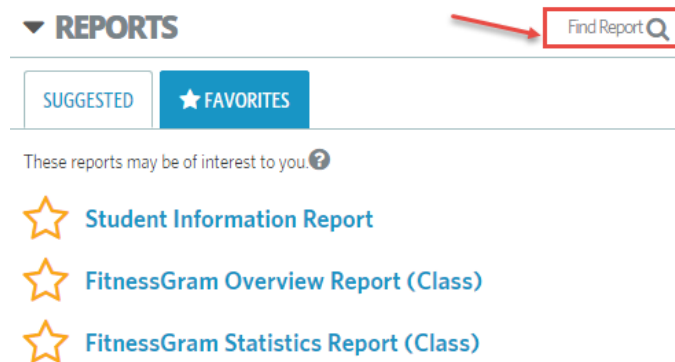 REPORTS
Find Report
SUGGESTED
FAVORITES
These reports may be of interest to you.?
Student Information Report
FitnessGram Overview Report (Class)
FitnessGram Statistics Report (Class)